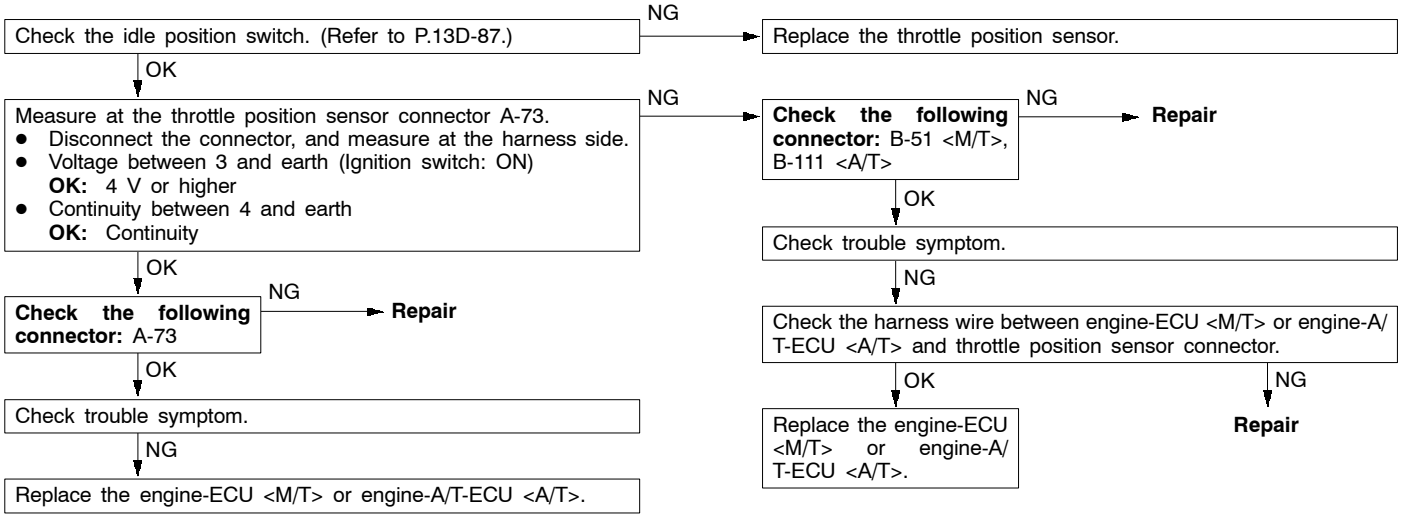 Check the idle position switch. (Refer to P.13D-87.)
NG
Replace the throttle position sensor.
OK
Measure at the throttle position sensor connector A-73.
● Disconnect the connector, and measure at the harness side.
● Voltage between 3 and earth (Ignition switch: ON)
OK: 4 V or higher
● Continuity between 4 and earth
OK: Continuity
NG
Check the following
connector: B-51 <M/T>,
B-111 <A/T>
NG
Repair
OK
Check trouble symptom.
NG
Check the harness wire between engine-ECU <M/T> or engine-A/
T-ECU <A/T> and throttle position sensor connector.
OK
Replace the engine-ECU
<M/T> or engine-A/
T-ECU <A/T>.
NG
Repair
OK
Check the following
connector: A-73
NG
Repair
OK
Check trouble symptom.
NG
Replace the engine-ECU <M/T> or engine-A/T-ECU <A/T>.